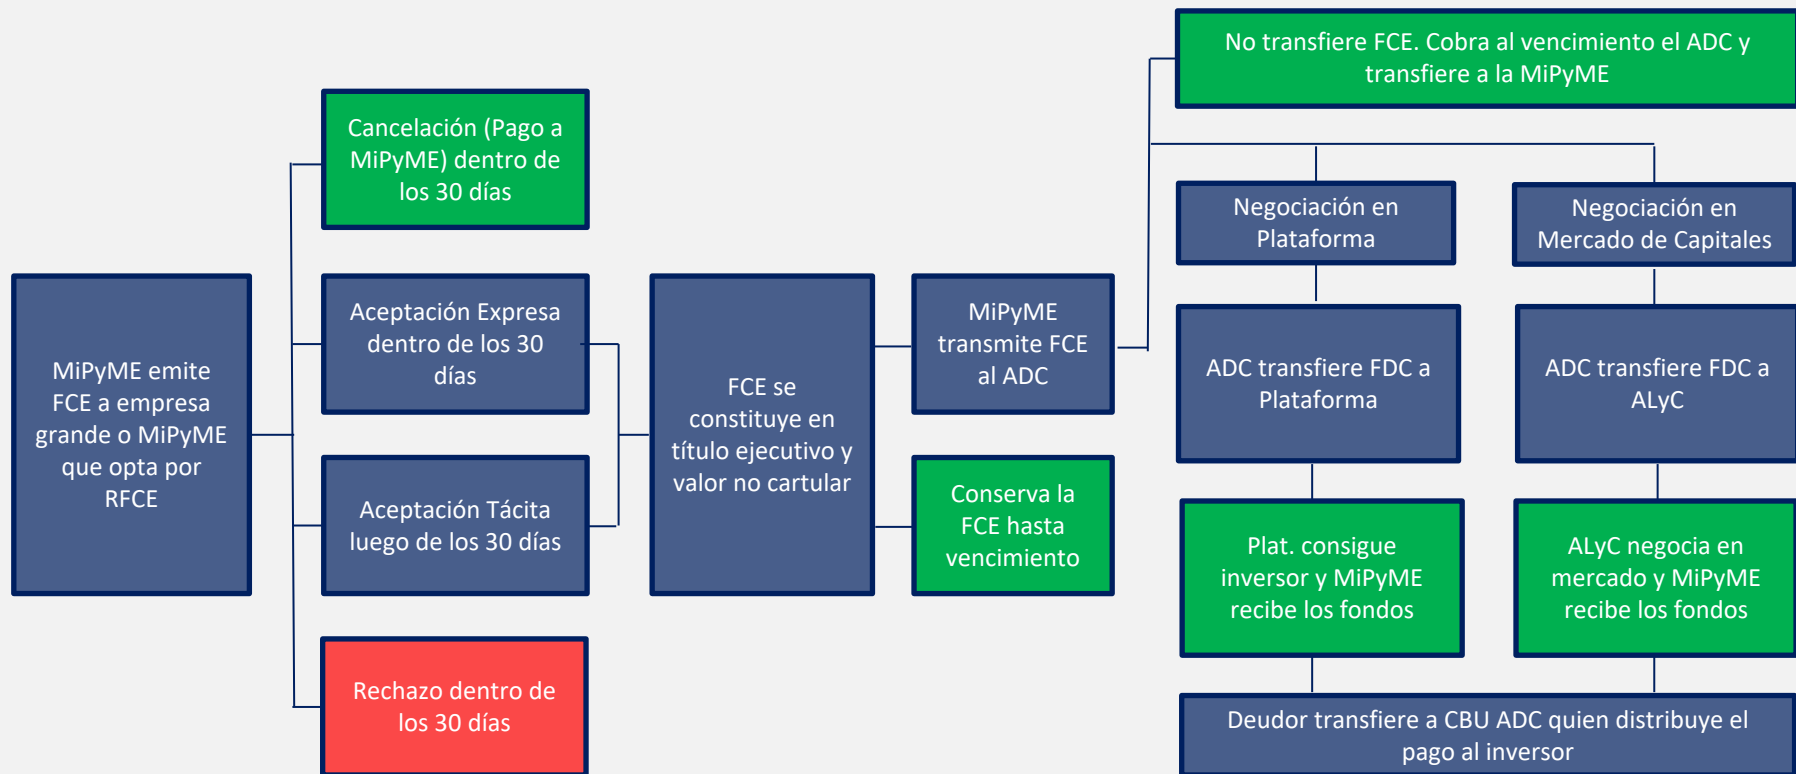 MiPyME emite
FCE a empresa
grande o MiPyME
que opta por
RFCE
Cancelación (Pago a
MiPyME) dentro de
los 30 días
Aceptación Expresa
dentro de los 30
días
Aceptación Tácita
luego de los 30 días
Rechazo dentro de
los 30 días
FCE se
constituye en
título ejecutivo y
valor no cartular
MiPyME
transmite FCE
al ADC
Conserva la
FCE hasta
vencimiento
No transfiere FCE. Cobra al vencimiento el ADC y
transfiere a la MiPyME
Negociación en
Plataforma
ADC transfiere FDC a
Plataforma
Plat. consigue
inversor y MiPyME
recibe los fondos
Negociación en
Mercado de Capitales
ADC transfiere FDC a
ALyC
ALyC negocia en
mercado y MiPyME
recibe los fondos
Deudor transfiere a CBU ADC quien distribuye el
pago al inversor